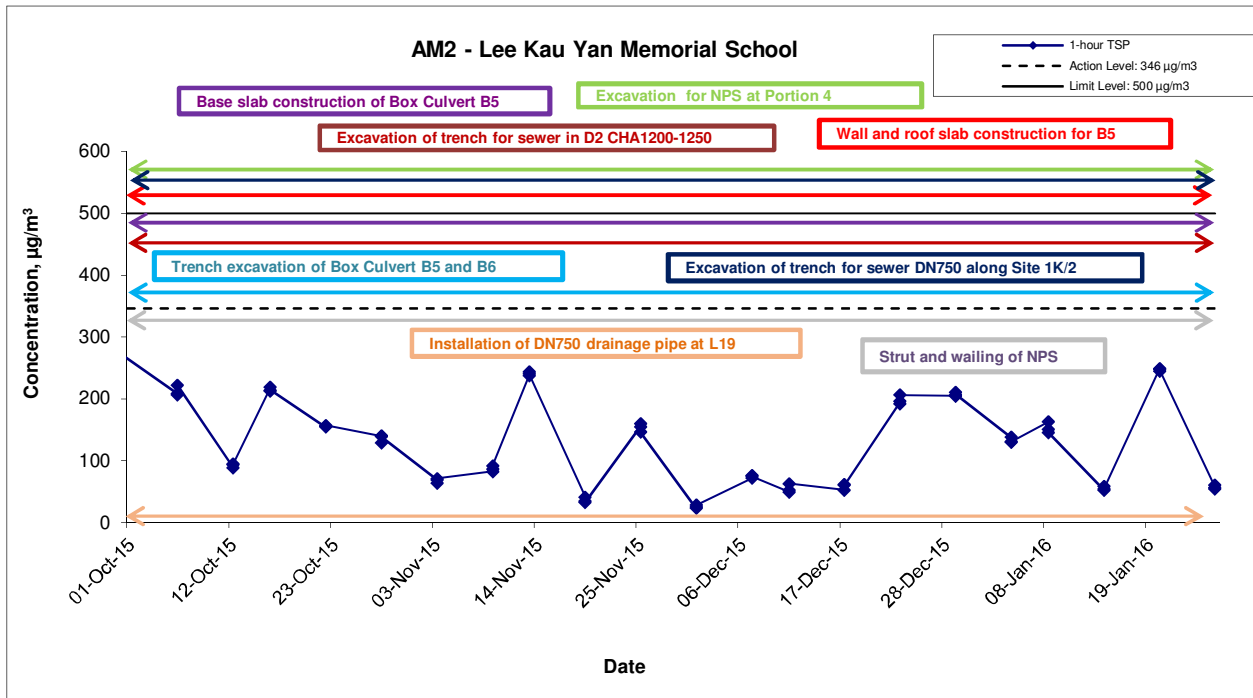 AM2 - Lee Kau Yan Memorial School
1-hour TSP
Action Level: 346 µg/m3
Limit Level: 500 µg/m3
Base slab construction of Box Culvert B5
Excavation for NPS at Portion 4
Excavation of trench for sewer in D2 CHA1200-1250
Wall and roof slab construction for B5
Trench excavation of Box Culvert B5 and B6
Excavation of trench for sewer DN750 along Site 1K/2
Installation of DN750 drainage pipe at L19
Strut and wailing of NPS
Concentration, µg/m³
600
500
400
300
200
100
0
01-Oct-15
12-Oct-15
23-Oct-15
03-Nov-15
14-Nov-15
25-Nov-15
06-Dec-15
17-Dec-15
28-Dec-15
08-Jan-16
19-Jan-16
Date